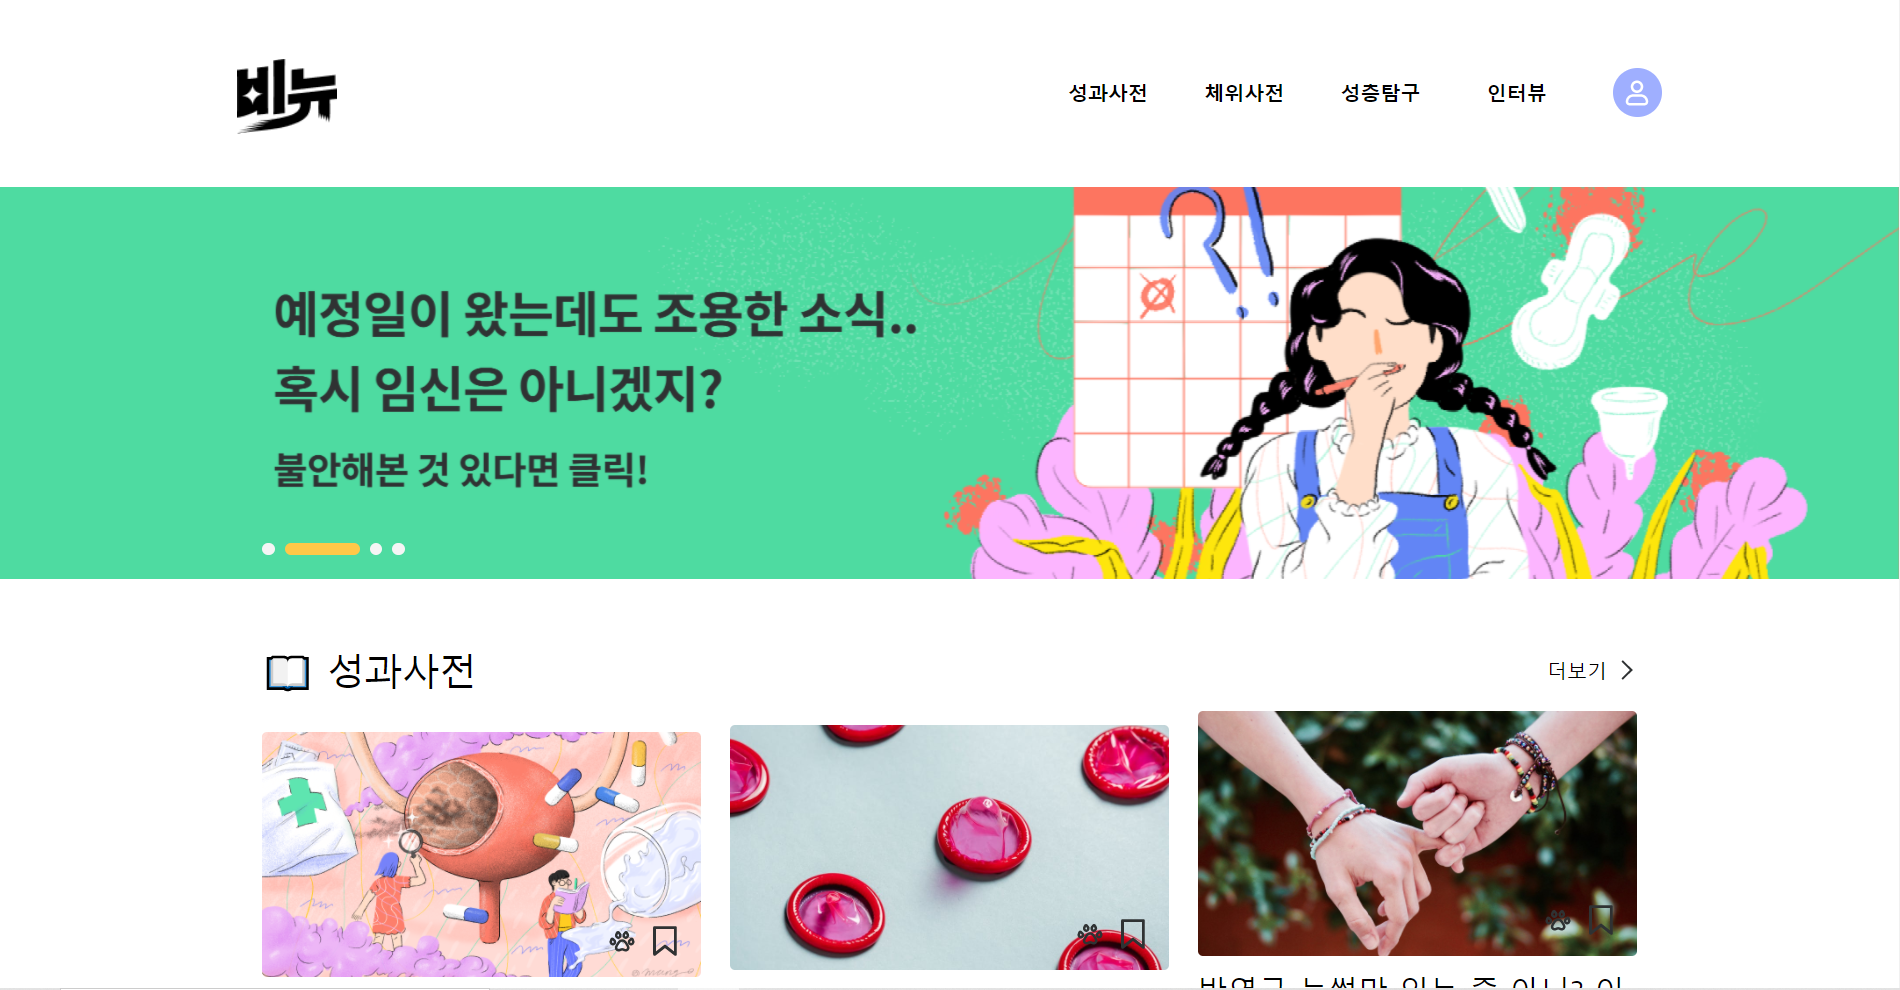 비뉴
성과사전 체위사전 성층탐구 인터뷰
예정일이 왔는데도 조용한 소식..
혹시 임신은 아니겠지?
불안해본 것 있다면 클릭!
성과사전
더보기